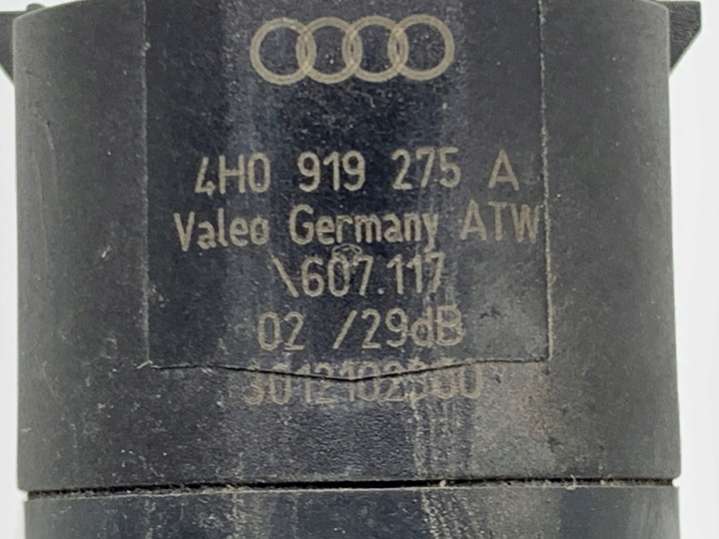 4H0 919 275 A
Valeo Germany ATW
\607.117
02 /29dB